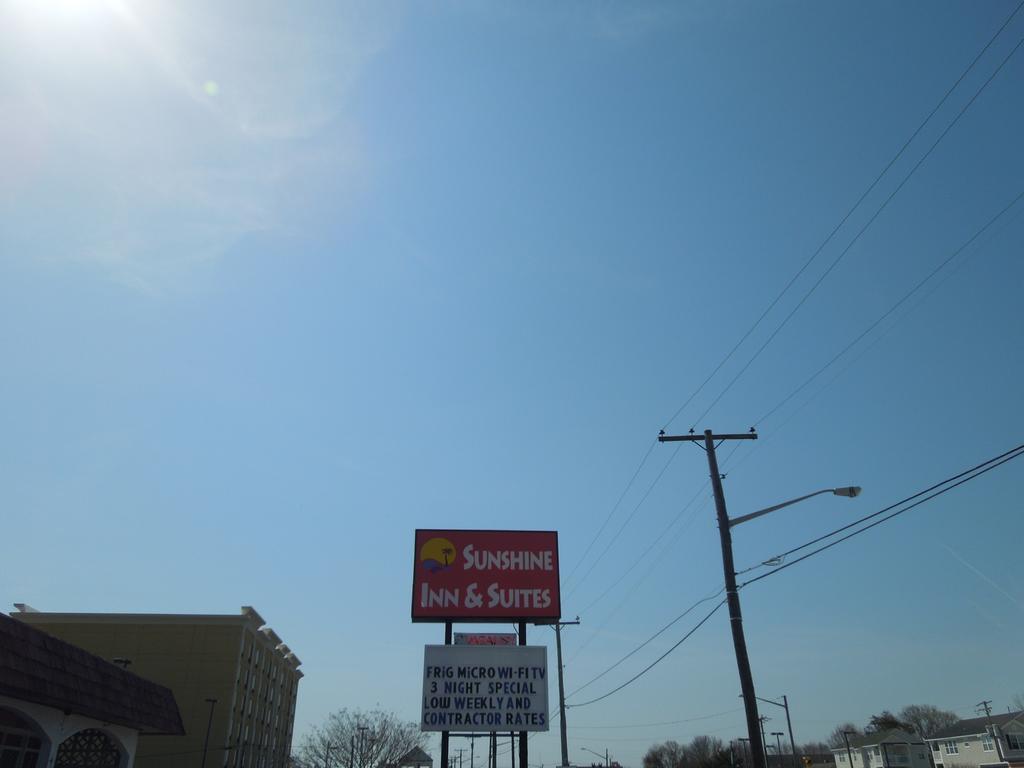 SUNSHINE
INN & SUITES
FRIG MICRO WI-FI TV
3 NIGHT SPECIAL
LOW WEEKLY AND
CONTRACTOR RATES